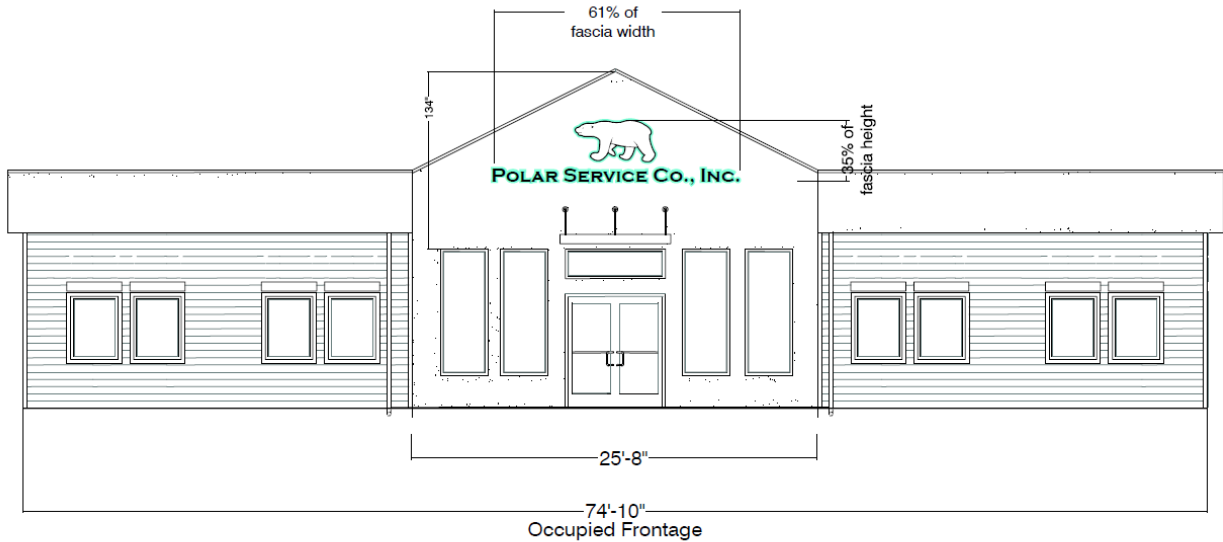 61% of
fascia width
134"
35% of
fascia height
POLAR SERVICE CO., INC.
25'-8"
74'-10"
Occupied Frontage